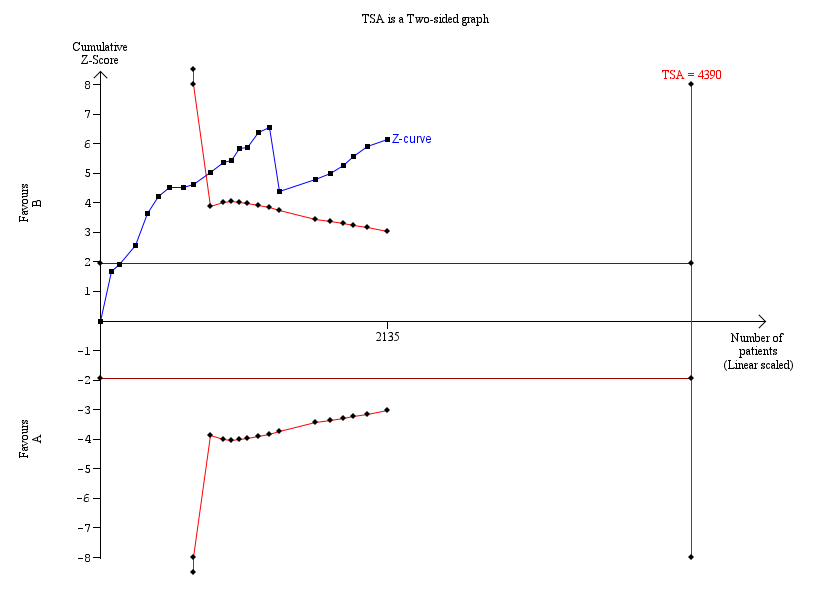 TSA is a Two-sided graph
Cumulative
Z-Score
TSA = 4390
8
7
6
Z-curve
5
4
3
2
1
Favours
B
2135
Number of
patients
(Linear scaled)
-1
-2
-3
-4
-5
-6
-7
-8
Favours
A